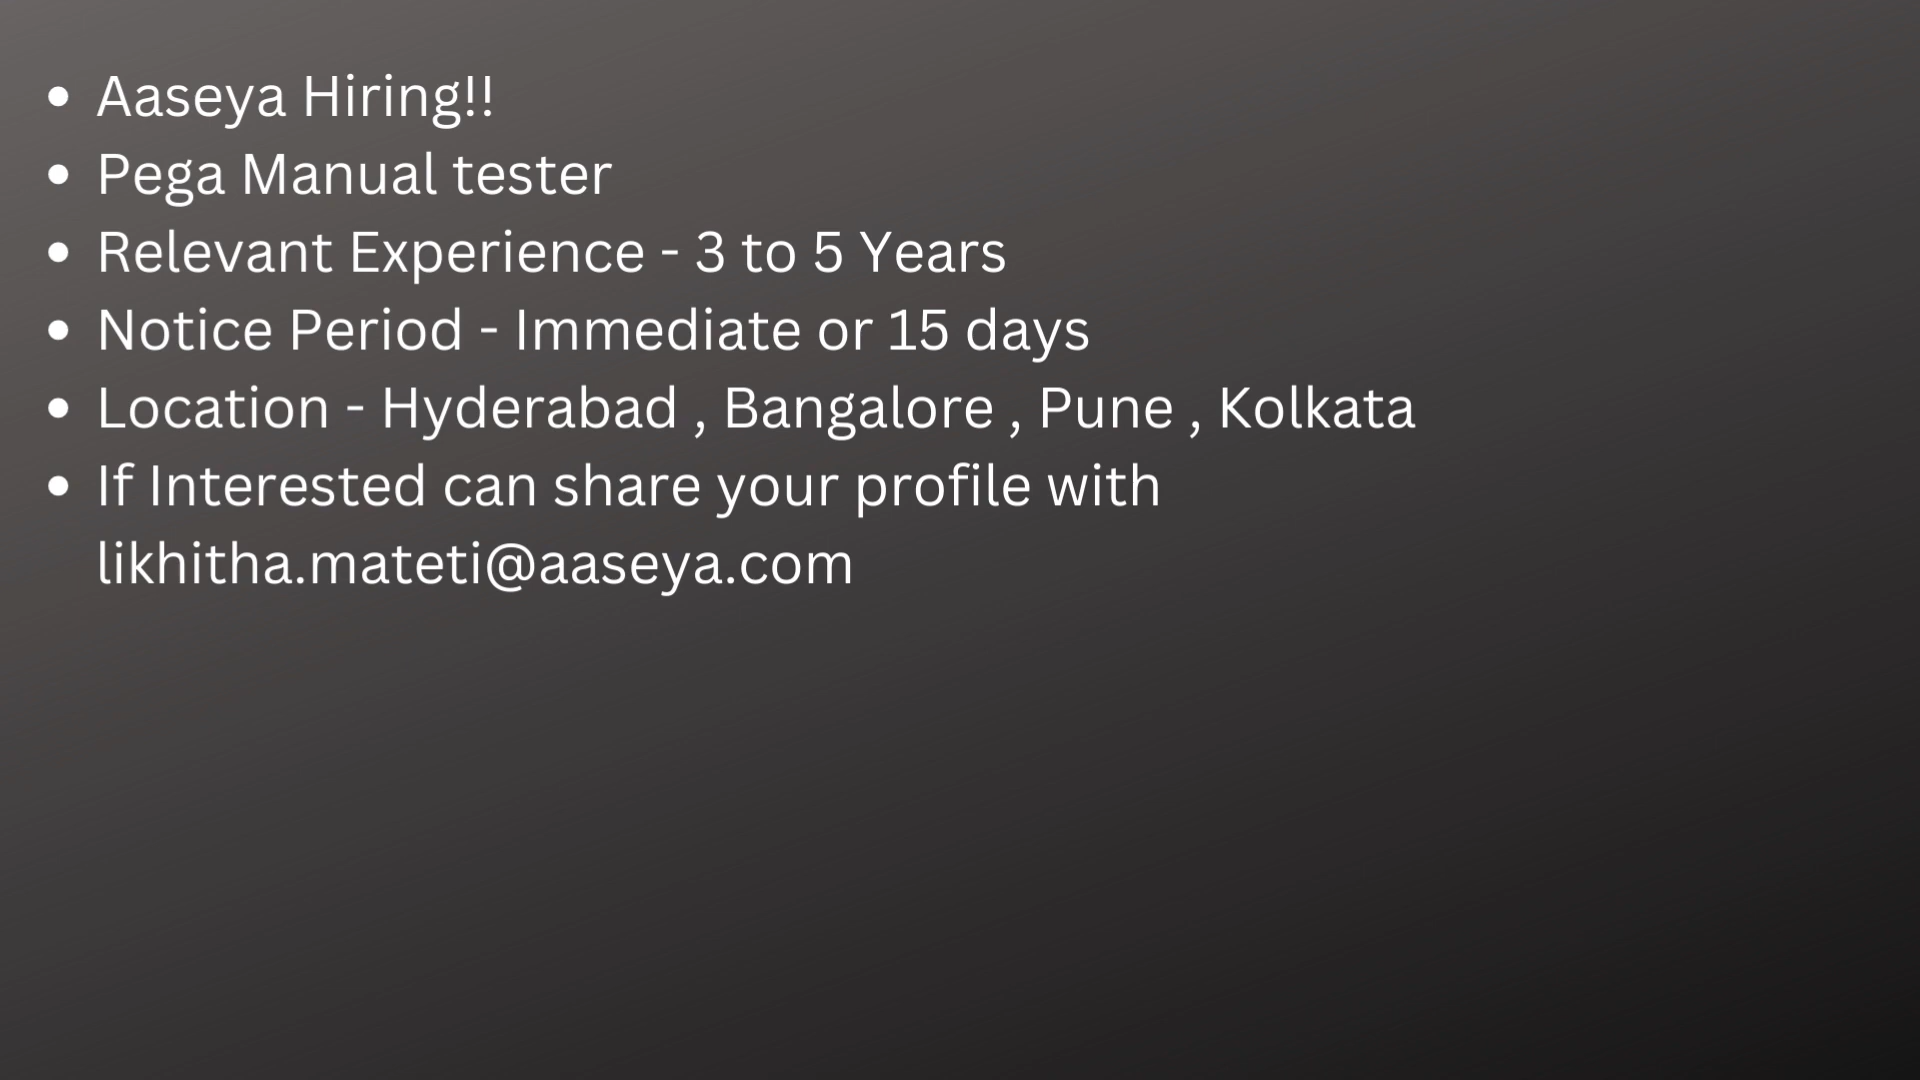 Aaseya Hiring!!
Pega Manual tester
Relevant Experience - 3 to 5 Years
Notice Period - Immediate or 15 days
Location - Hyderabad , Bangalore , Pune , Kolkata
If Interested can share your profile with
likhitha.mateti@aaseya.com